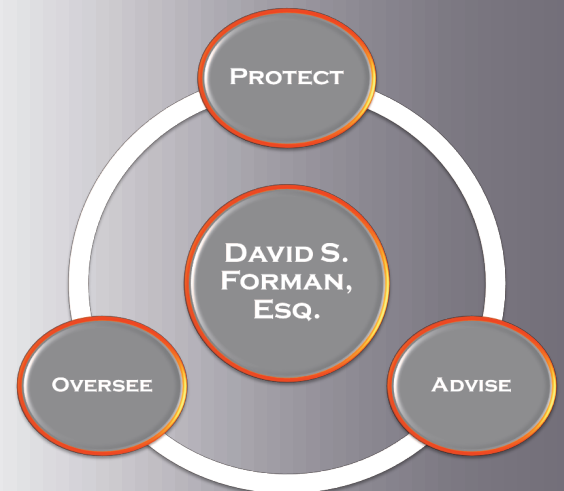 PROTECT
DAVID S.
FORMAN,
ESQ.
OVERSEE
ADVISE